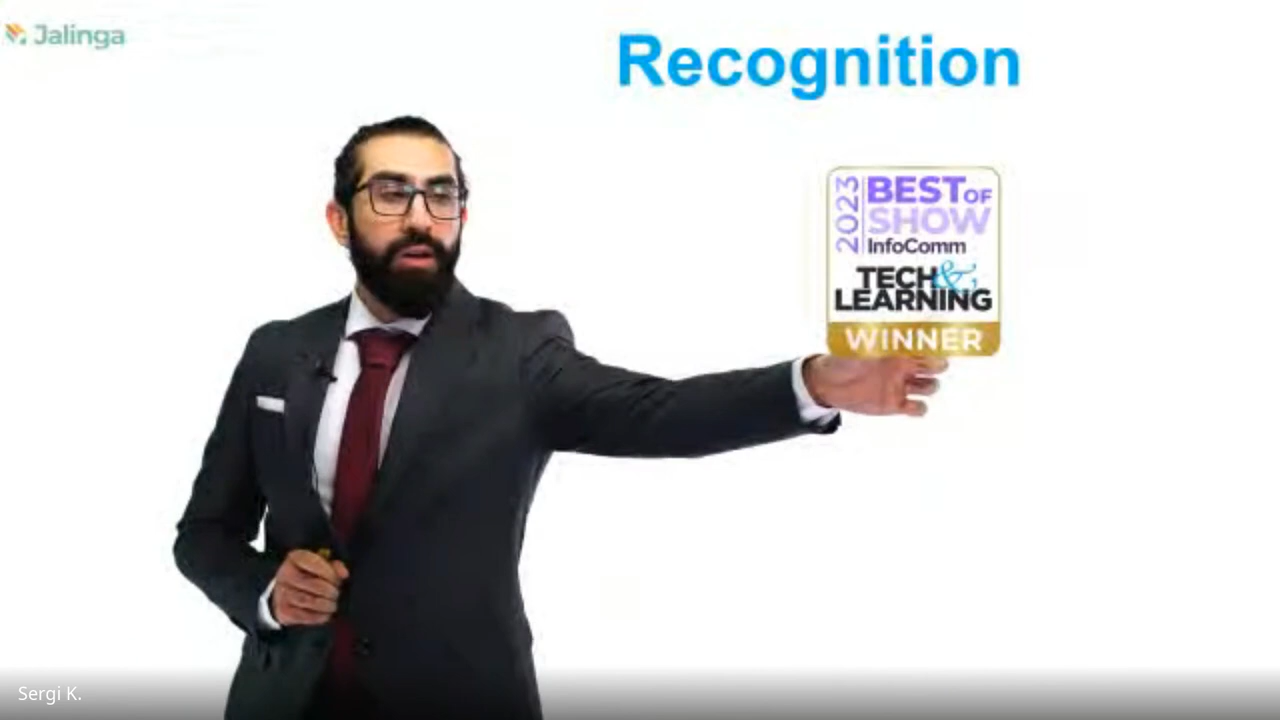 Jalinga
Recognition
2023
BEST OF
SHOW
InfoComm
TECH &
LEARNING
WINNER
Sergi K.